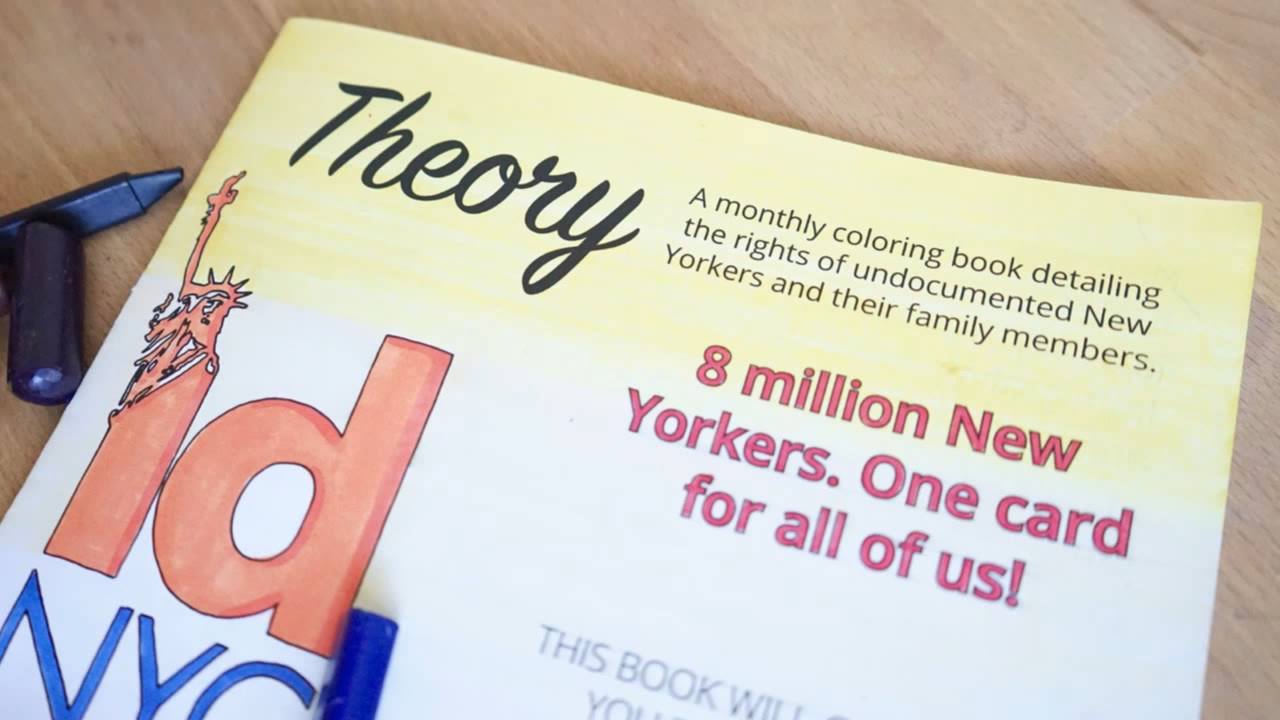 Theory
A monthly coloring book detailing
the rights of undocumented New
Yorkers and their family members.
8 million New
Yorkers. One card
for all of us!
id
NYC
THIS BOOK WILL